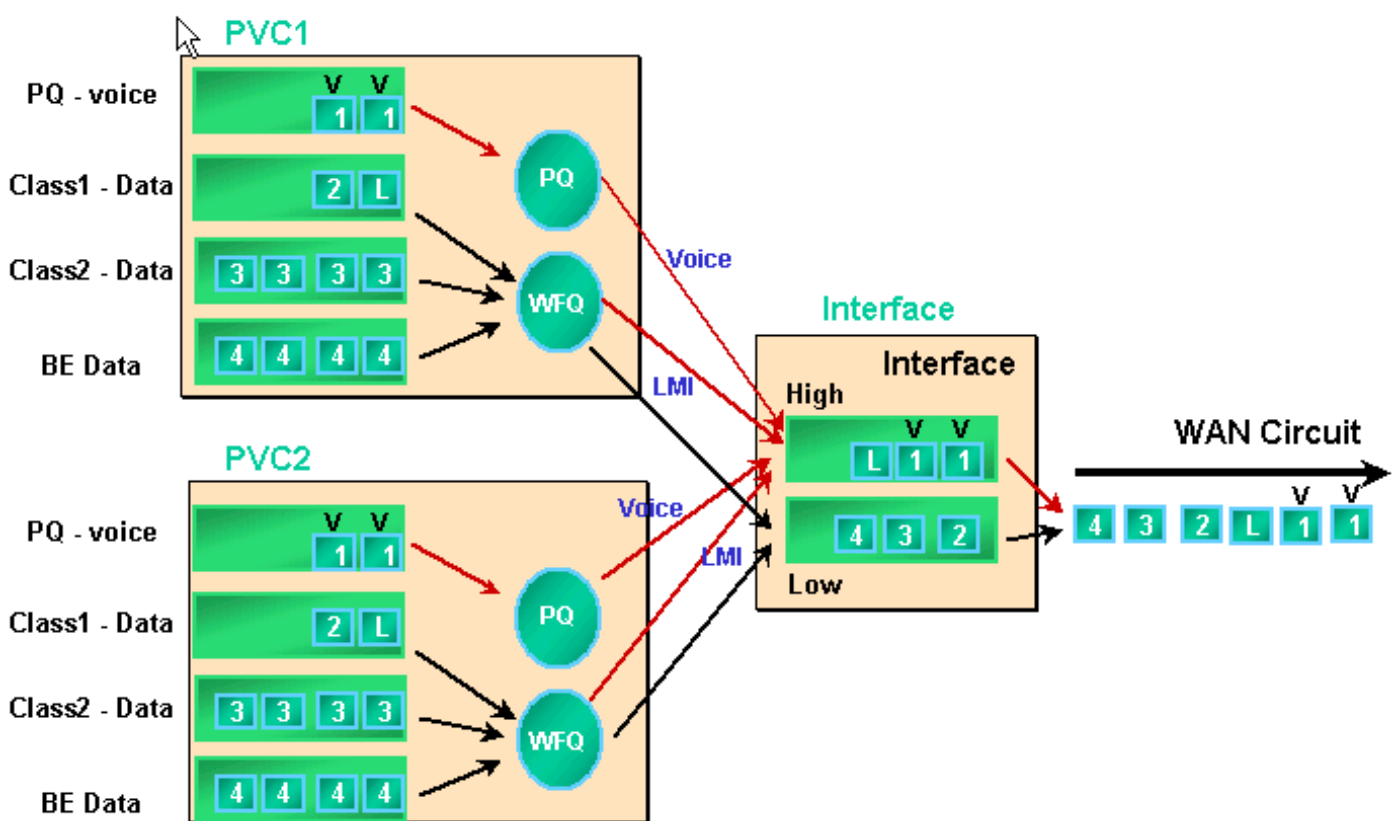 PVC1
PQ - voice
V V
1 1
Class1 - Data
2 L
Class2 - Data
3 3 3 3
BE Data
4 4 4 4
PQ
WFQ
Voice
LMI
PVC2
PQ - voice
V V
1 1
Class1 - Data
2 L
Class2 - Data
3 3 3 3
BE Data
4 4 4 4
PQ
WFQ
Voice
LMI
Interface
Interface
High
V V
L 1 1
4 3 2
Low
WAN Circuit
V V
4 3 2 L 1 1